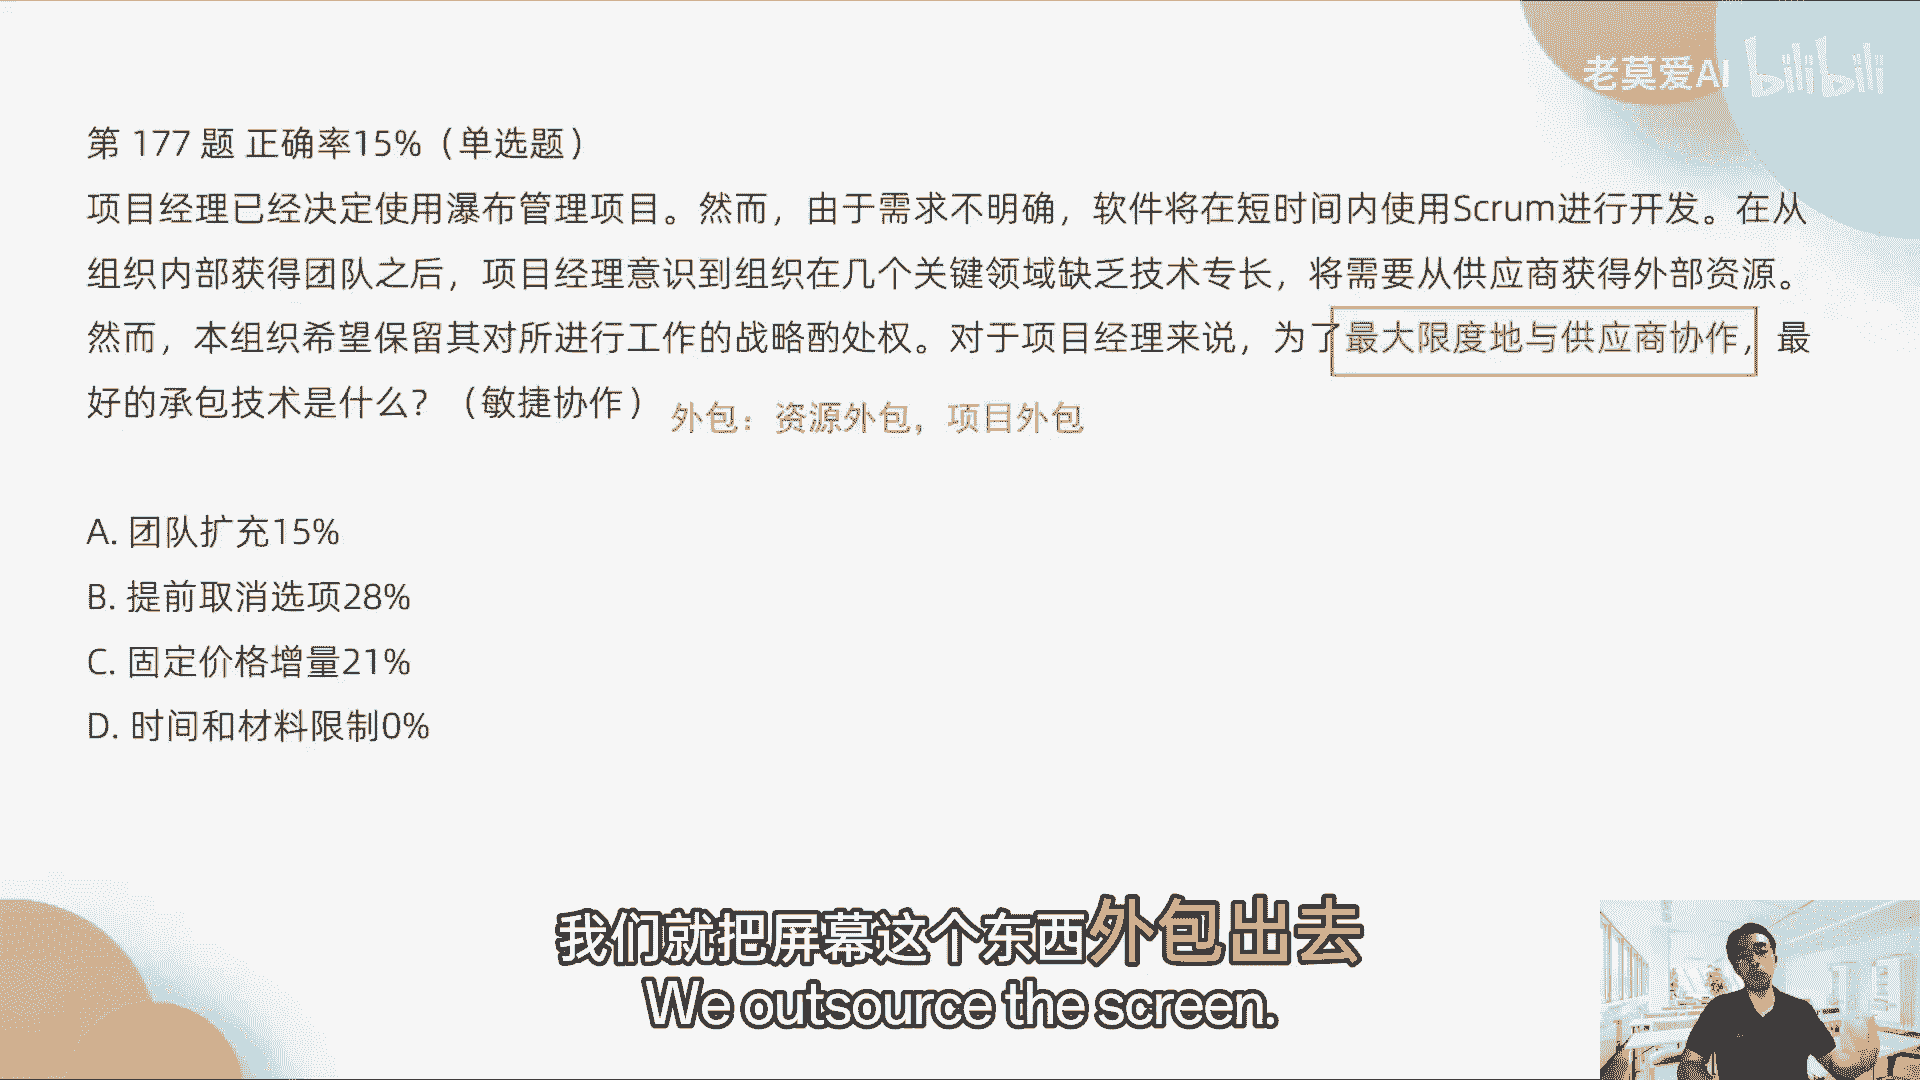 老莫爱AI bilibili
第 177 题 正确率15%（单选题）
项目经理已经决定使用瀑布管理项目。然而，由于需求不明确，软件将在短时间内使用Scrum进行开发。在从
组织内部获得团队之后，项目经理意识到组织在几个关键领域缺乏技术专长，将需要从供应商获得外部资源。
然而，本组织希望保留其对所进行工作的战略酌处权。对于项目经理来说，为了最大限度地与供应商协作，最
好的承包技术是什么？（敏捷协作）
外包：资源外包，项目外包
A. 团队扩充15%
B. 提前取消选项28%
C. 固定价格增量21%
D. 时间和材料限制0%
我们就把屏幕这个东西外包出去
We outsource the screen.